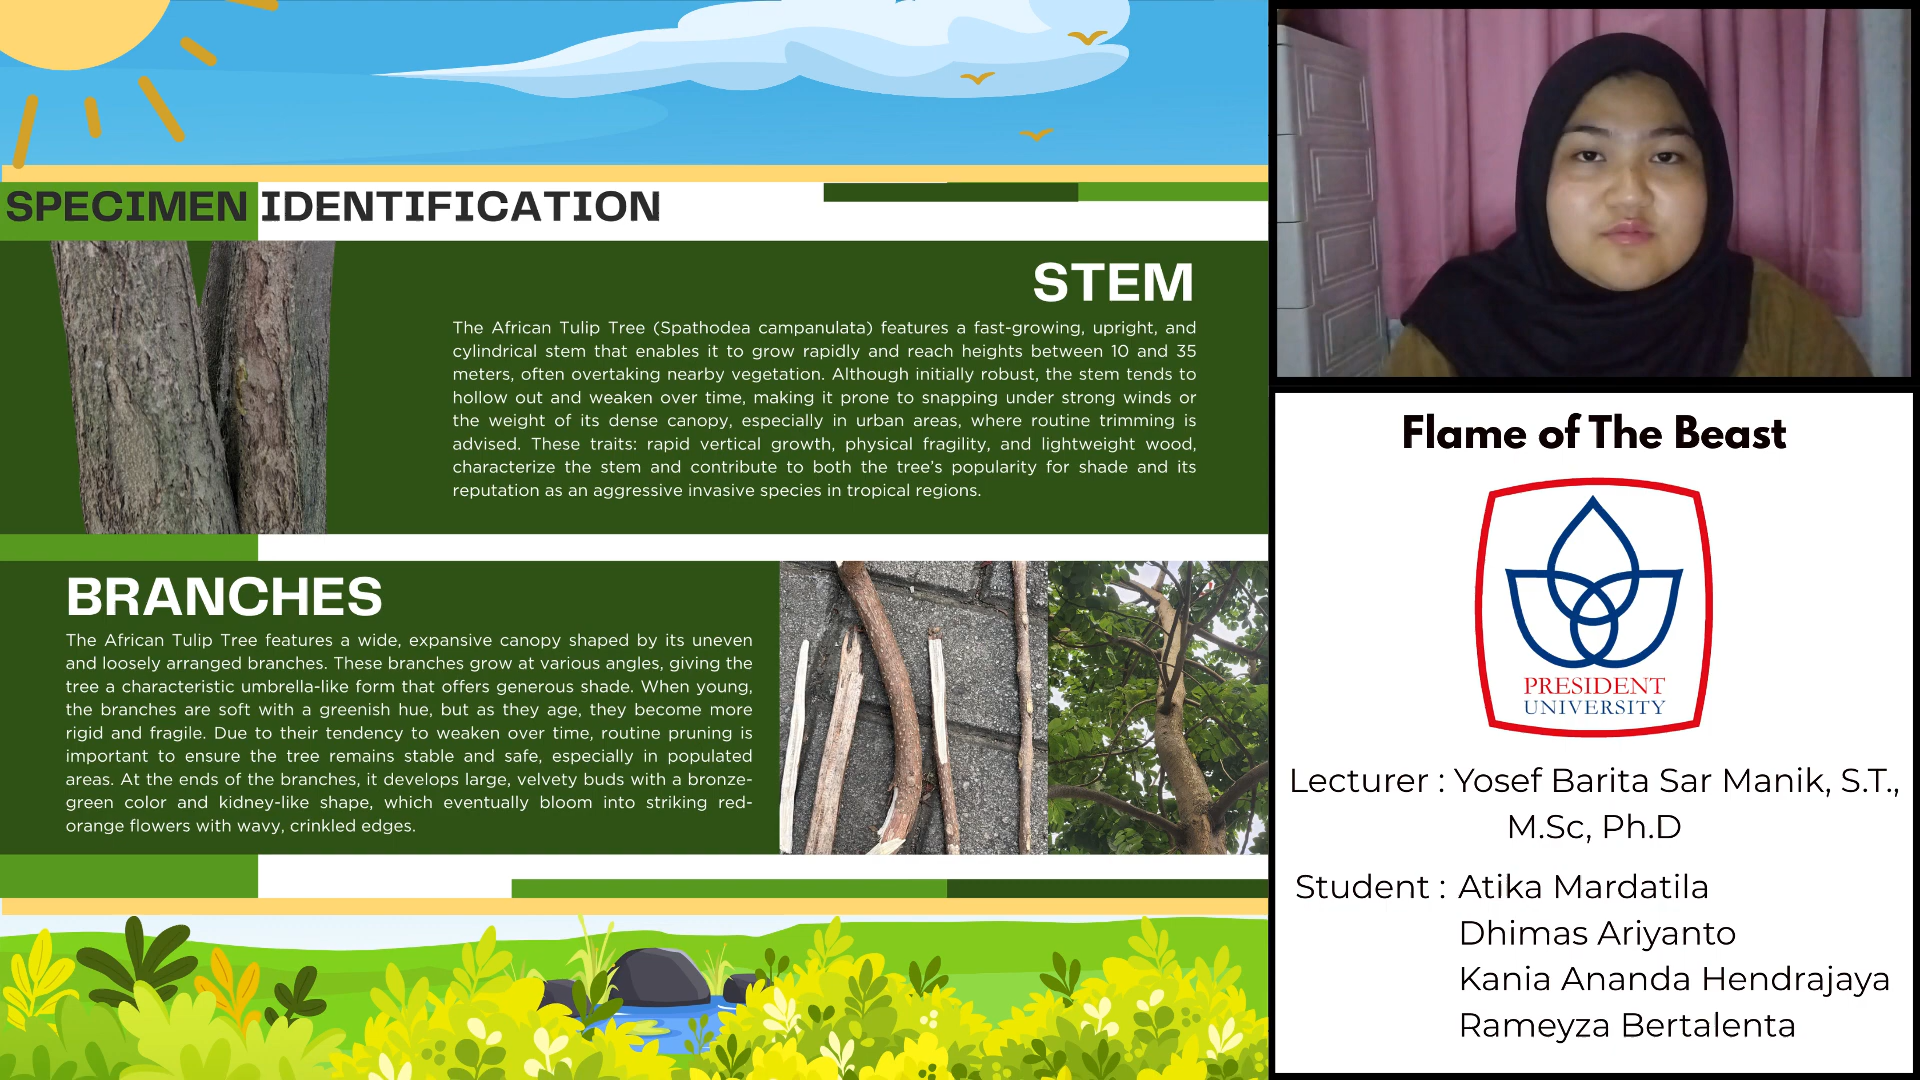 SPECIMEN IDENTIFICATION
STEM
The African Tulip Tree (Spathodea campanulata) features a fast-growing, upright, and
cylindrical stem that enables it to grow rapidly and reach heights between 10 and 35
meters, often overtaking nearby vegetation. Although initially robust, the stem tends to
hollow out and weaken over time, making it prone to snapping under strong winds or
the weight of its dense canopy, especially in urban areas, where routine trimming is
advised. These traits: rapid vertical growth, physical fragility, and lightweight wood,
characterize the stem and contribute to both the tree’s popularity for shade and its
reputation as an aggressive invasive species in tropical regions.
BRANCHES
The African Tulip Tree features a wide, expansive canopy shaped by its uneven
and loosely arranged branches. These branches grow at various angles, giving the
tree a characteristic umbrella-like form that offers generous shade. When young,
the branches are soft with a greenish hue, but as they age, they become more
rigid and fragile. Due to their tendency to weaken over time, routine pruning is
important to ensure the tree remains stable and safe, especially in populated
areas. At the ends of the branches, it develops large, velvety buds with a bronze-
green color and kidney-like shape, which eventually bloom into striking red-
orange flowers with wavy, crinkled edges.
Flame of The Beast
PRESIDENT
UNIVERSITY
Lecturer : Yosef Barita Sar Manik, S.T.,
M.Sc, Ph.D
Student : Atika Mardatila
Dhimas Ariyanto
Kania Ananda Hendrajaya
Rameyza Bertalenta